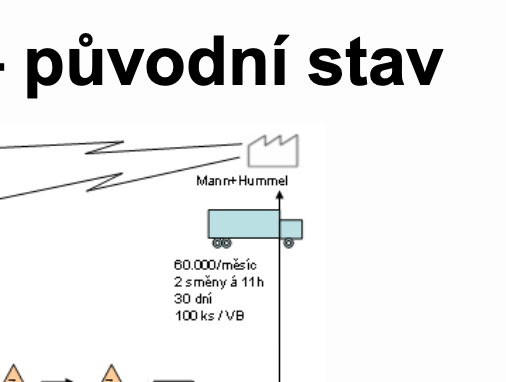 - původní stav
Mann+Hummel
60.000/měsíc
2 směny á 11h
30 dní
100 ks / VB